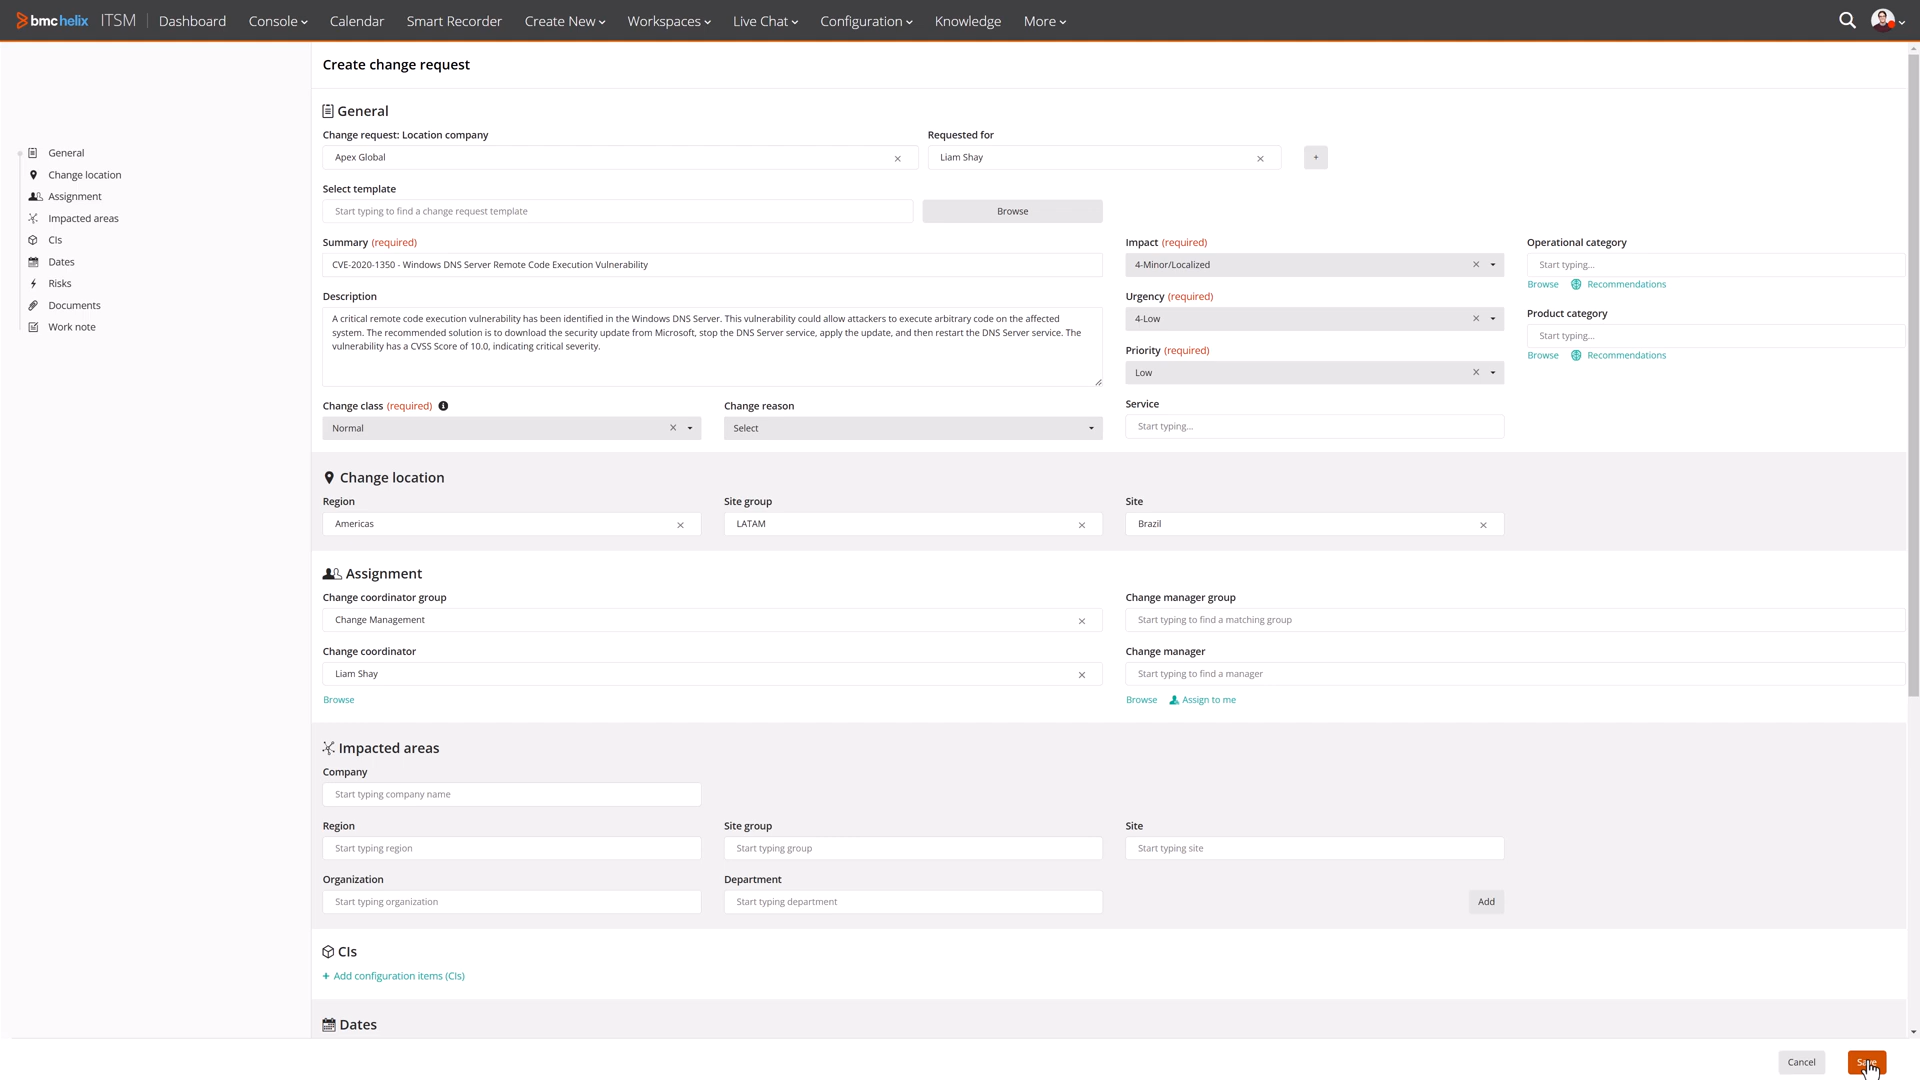 bmc helix ITSM Dashboard Console Calendar Smart Recorder Create New Workspaces Live Chat Configuration Knowledge More
Create change request
General
Change location
Assignment
Impacted areas
CIs
Dates
Risks
Documents
Work note
General
Change request: Location company Requested for
Apex Global Liam Shay +
Select template
Start typing to find a change request template Browse
Summary (required) Impact (required) Operational category
CVE-2020-1350 - Windows DNS Server Remote Code Execution Vulnerability 4-Minor/Localized Start typing...
Browse Recommendations
Description Urgency (required) Product category
A critical remote code execution vulnerability has been identified in the Windows DNS Server. This vulnerability could allow attackers to execute arbitrary code on the affected
system. The recommended solution is to download the security update from Microsoft, stop the DNS Server service, apply the update, and then restart the DNS Server service. The
vulnerability has a CVSS Score of 10.0, indicating critical severity.
4-Low Start typing...
Priority (required) Browse Recommendations
Low
Change class (required) Change reason Service
Normal Select Start typing...
Change location
Region Site group Site
Americas LATAM Brazil
Assignment
Change coordinator group Change manager group
Change Management Start typing to find a matching group
Change coordinator Change manager
Liam Shay Start typing to find a manager
Browse Browse Assign to me
Impacted areas
Company
Start typing company name
Region Site group Site
Start typing region Start typing group Start typing site
Organization Department
Start typing organization Start typing department Add
CIs
+ Add configuration items (CIs)
Dates
Cancel